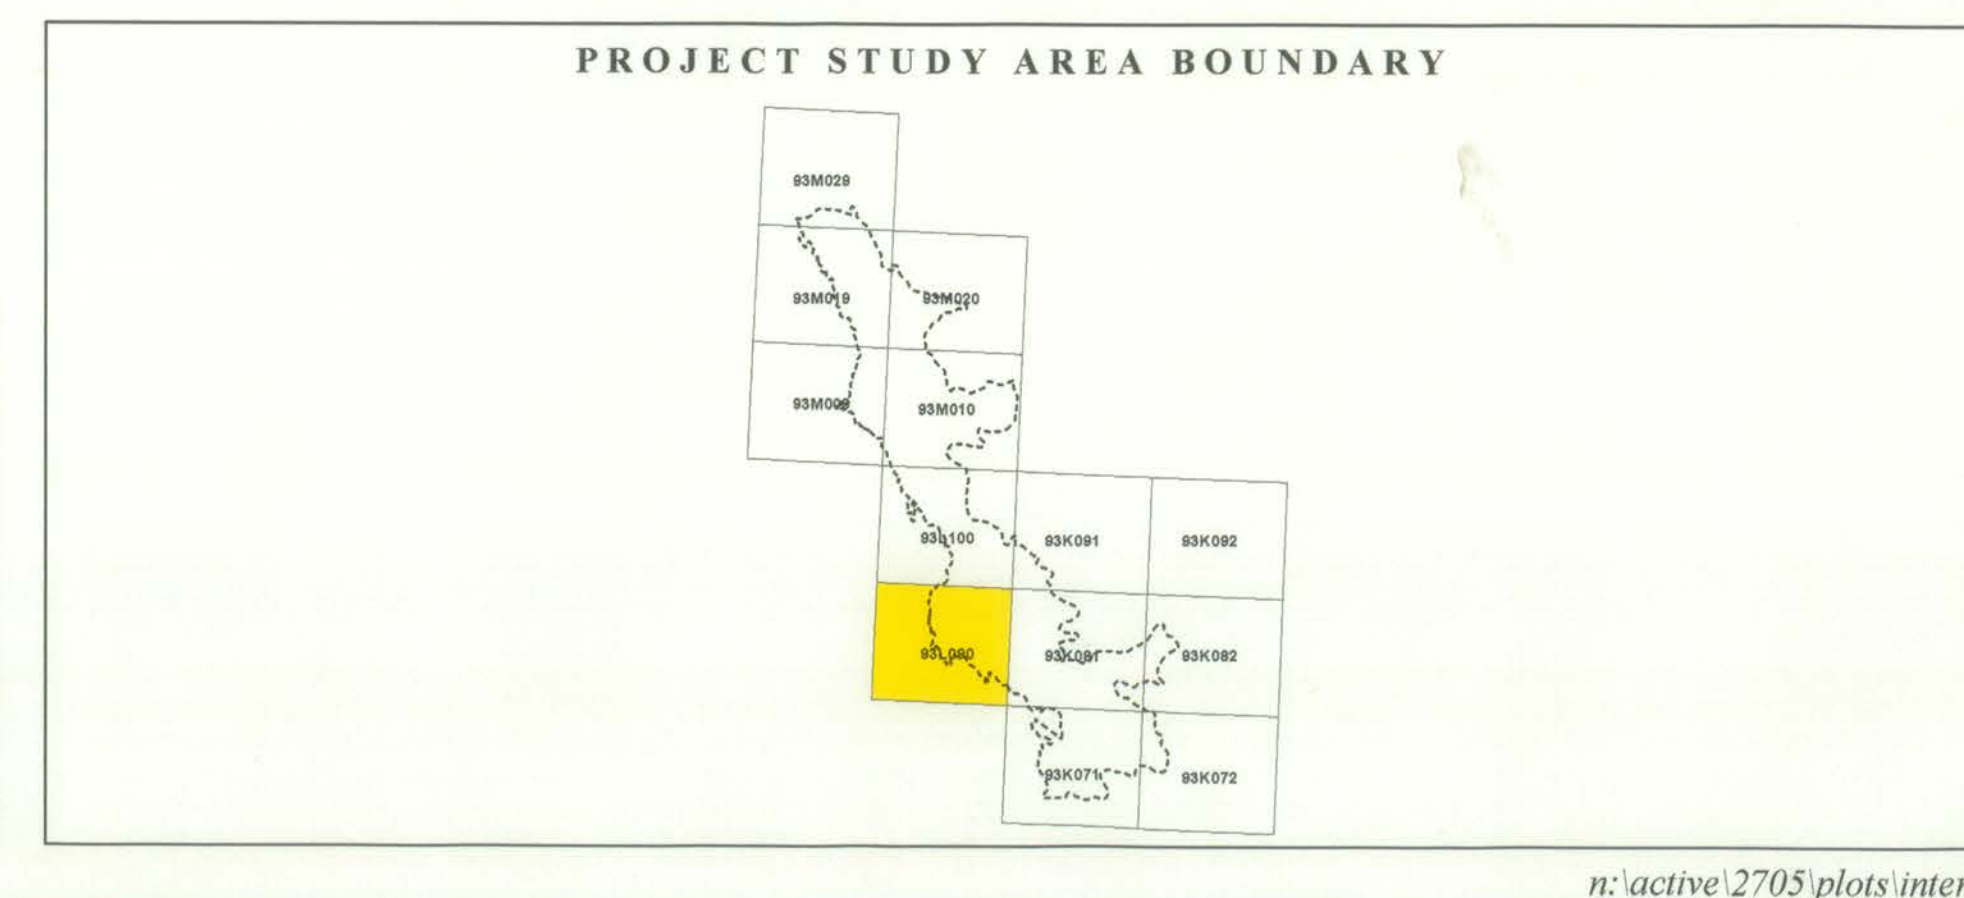 PROJECT STUDY AREA BOUNDARY
93M029
93M019 93M020
93M009 93M010
93L100 93K091 93K092
93L090 93K081 93K082
93K071 93K072
n:\active\2705\plots\inter